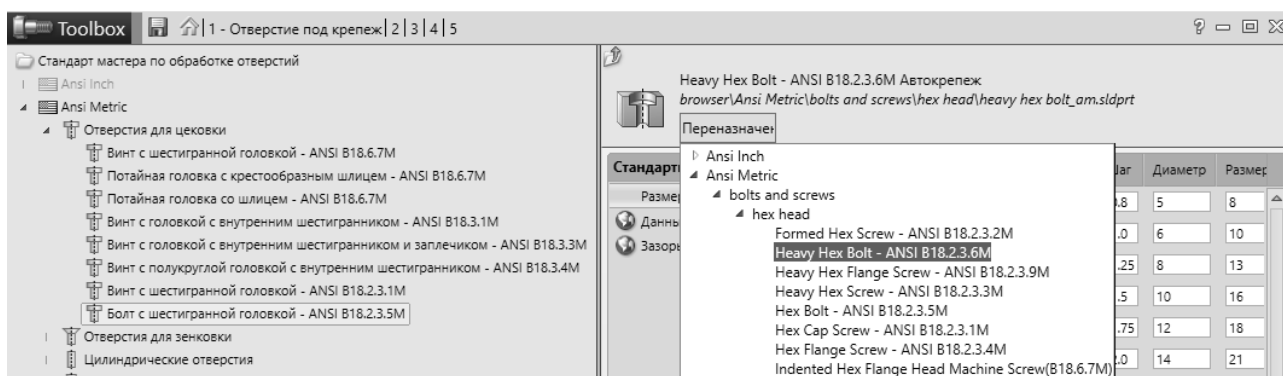 Toolbox 1 - Отверстие под крепеж 2 3 4 5
Стандарт мастера по обработке отверстий
Ansi Inch
Ansi Metric
Отверстия для цековки
Винт с шестигранной головкой - ANSI B18.6.7M
Потайная головка с крестообразным шлицем - ANSI B18.6.7M
Потайная головка со шлицем - ANSI B18.6.7M
Винт с головкой с внутренним шестигранником - ANSI B18.3.1M
Винт с головкой с внутренним шестигранником и заплечиком - ANSI B18.3.3M
Винт с полукруглой головкой с внутренним шестигранником - ANSI B18.3.4M
Винт с шестигранной головкой - ANSI B18.2.3.1M
Болт с шестигранной головкой - ANSI B18.2.3.5M
Отверстия для зенковки
Цилиндрические отверстия
Heavy Hex Bolt - ANSI B18.2.3.6M Автокрепеж
browser\Ansi Metric\bolts and screws\hex head\heavy hex bolt_am.sldprt
Переназначен
Стандарт
Размер
Данны
Зазоры
Ansi Inch
Ansi Metric
bolts and screws
hex head
Formed Hex Screw - ANSI B18.2.3.2M
Heavy Hex Bolt - ANSI B18.2.3.6M
Heavy Hex Flange Screw - ANSI B18.2.3.9M
Heavy Hex Screw - ANSI B18.2.3.3M
Hex Bolt - ANSI B18.2.3.5M
Hex Cap Screw - ANSI B18.2.3.1M
Hex Flange Screw - ANSI B18.2.3.4M
Indented Hex Flange Head Machine Screw(B18.6.7M)
Шаг Диаметр Размер
.8 5 8
.0 6 10
.25 8 13
.5 10 16
.75 12 18
2.0 14 21